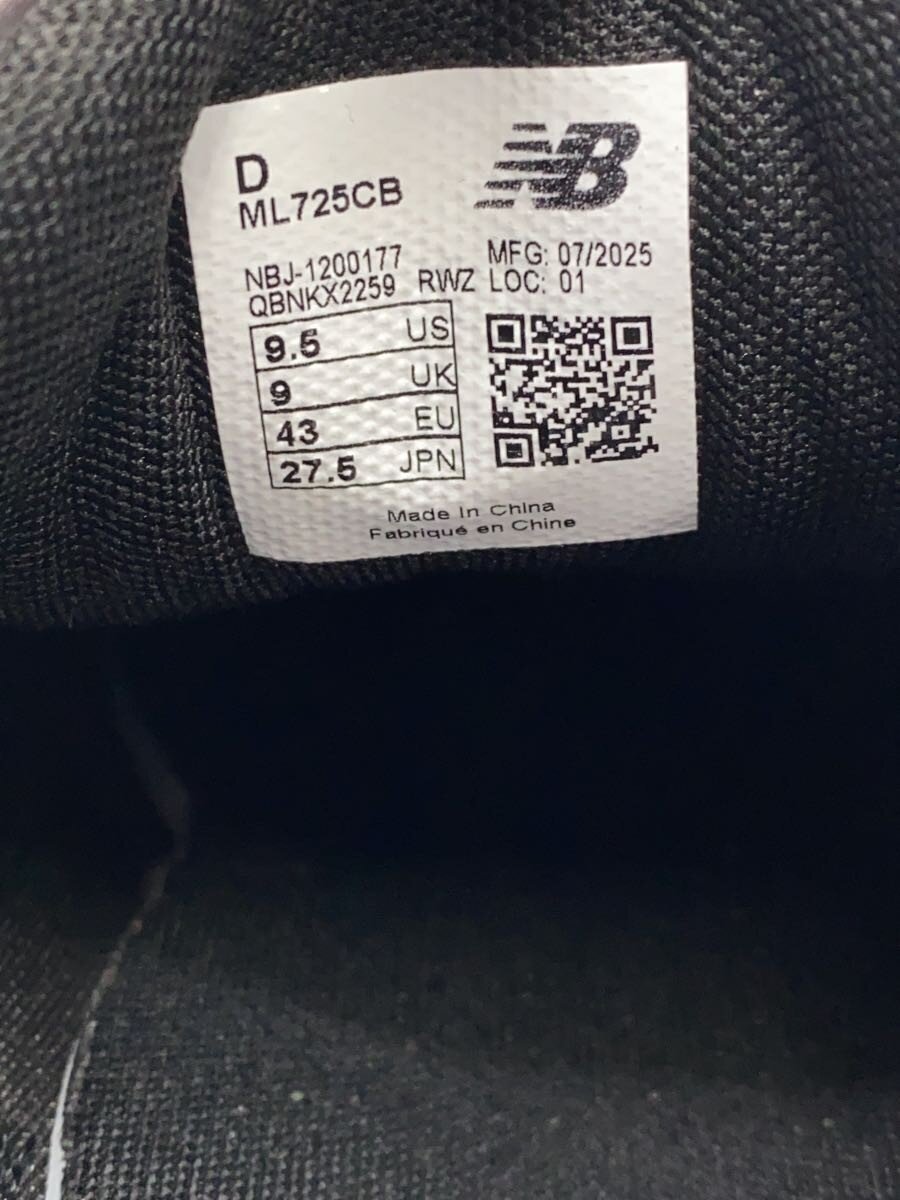 D
ML725CB
NB
NBJ-1200177
QBNKX2259 RWZ
MFG: 07/2025
LOC: 01
9.5 US
9 UK
43 EU
27.5 JPN
Made In China
Fabriqué en Chine